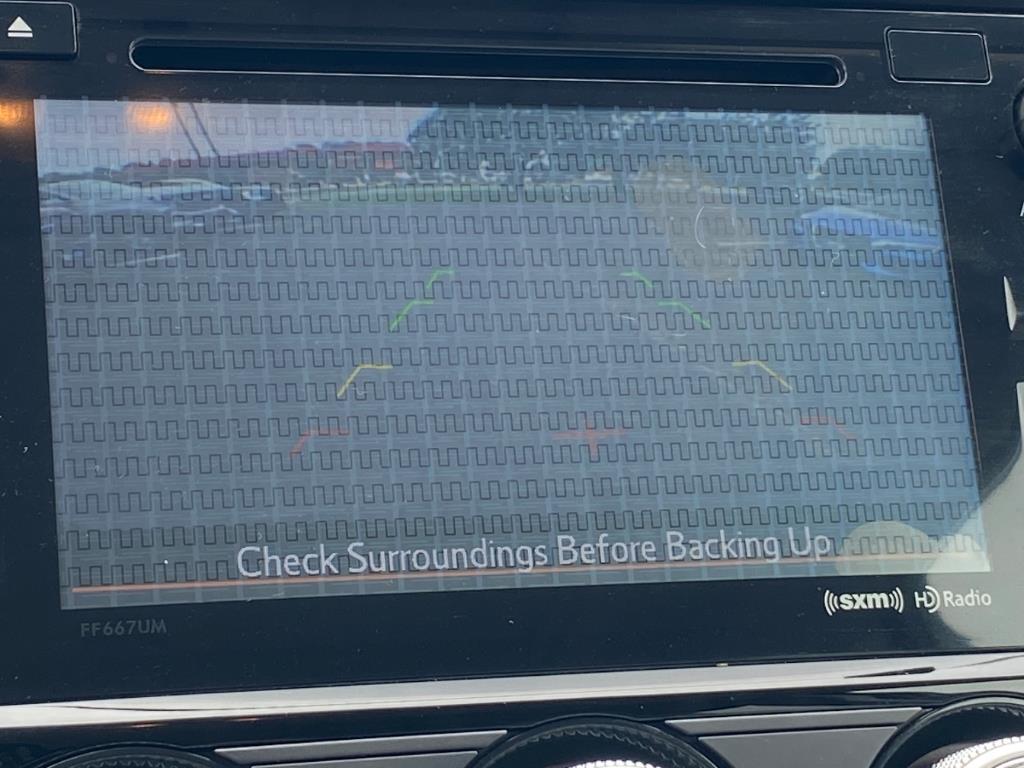 Check Surroundings Before Backing Up
sxm HD Radio
FF667UM